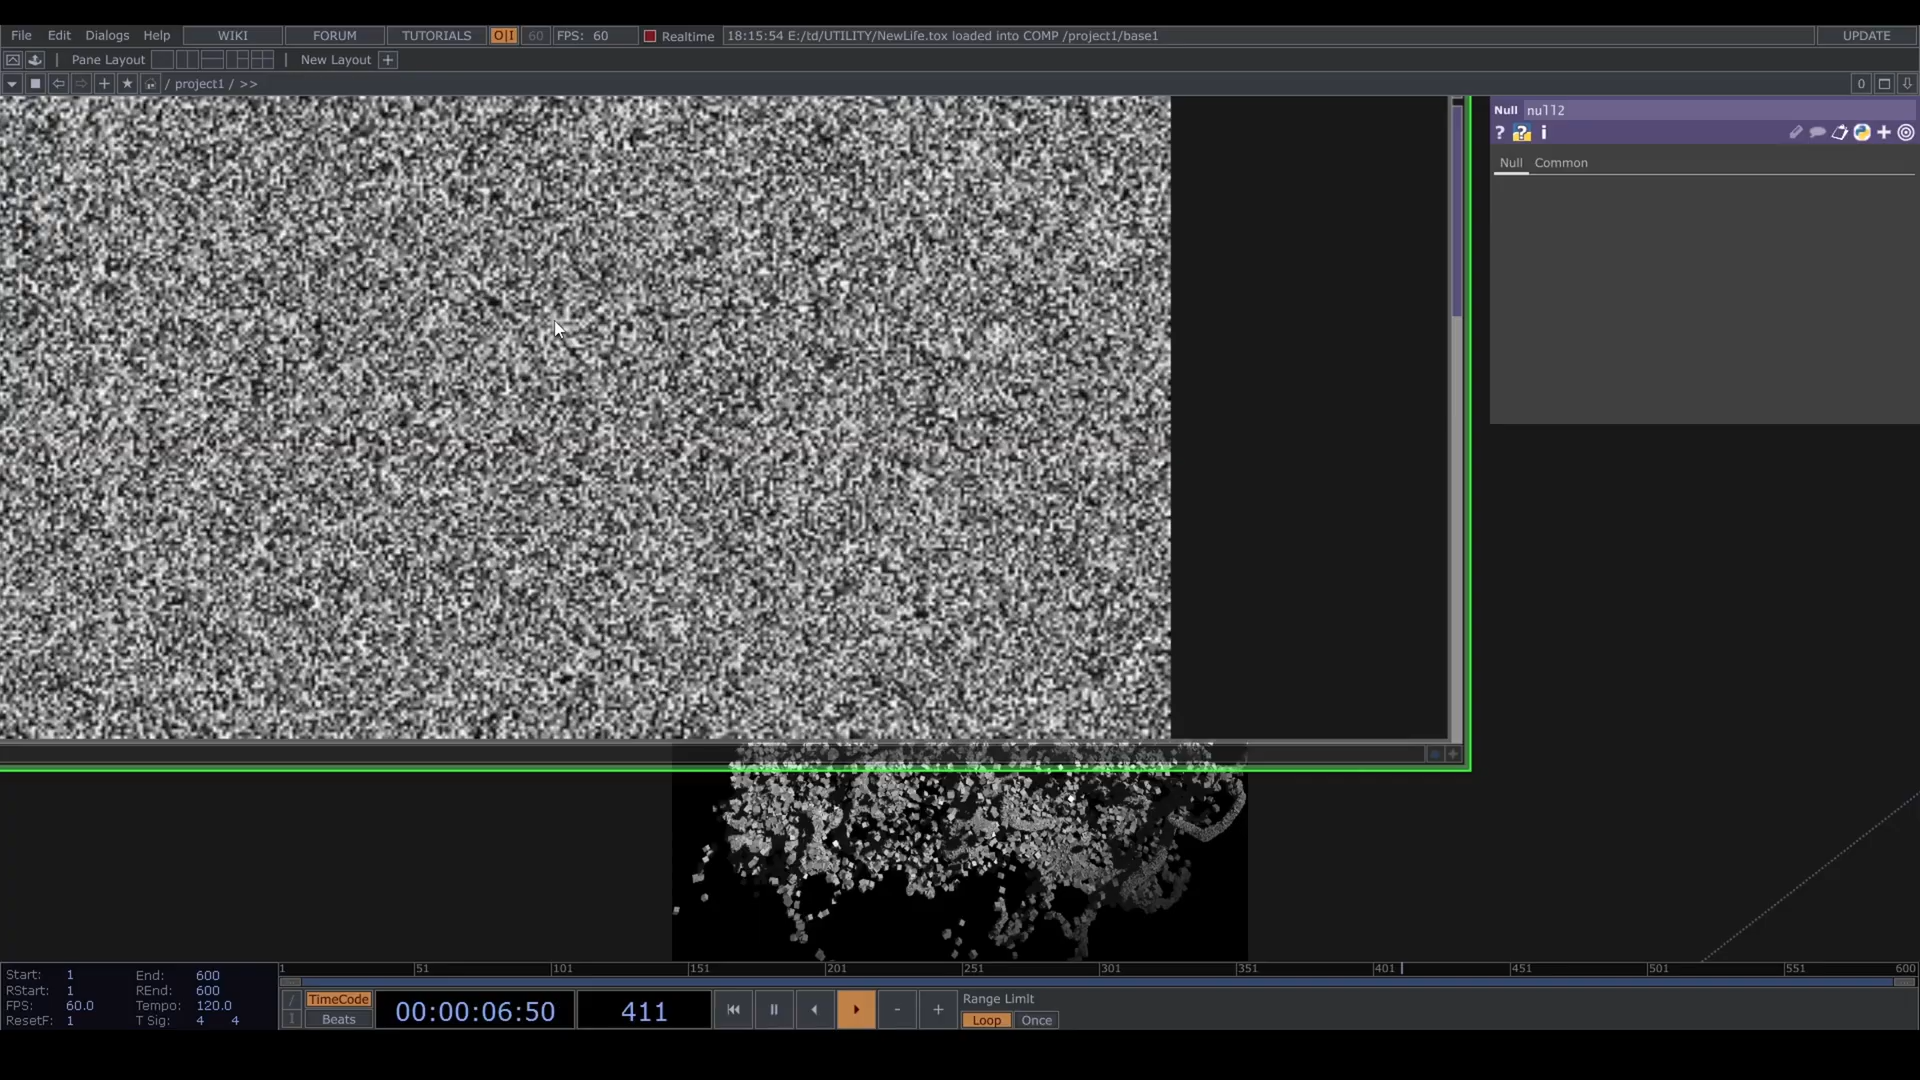 File Edit Dialogs Help WIKI FORUM TUTORIALS O|I 60 FPS: 60 Realtime 18:15:54 E:/td/UTILITY/NewLife.tox loaded into COMP /project1/base1 UPDATE
Pane Layout New Layout +
/ project1 / >> 0
Null null2
? ? i
Null Common
1 51 101 151 201 251 301 351 401 451 501 551 600
Start: 1 End: 600
RStart: 1 REnd: 600
FPS: 60.0 Tempo: 120.0
ResetF: 1 T Sig: 4 4
/ TimeCode 00:00:06:50 411 - + Range Limit
1 Beats Loop Once